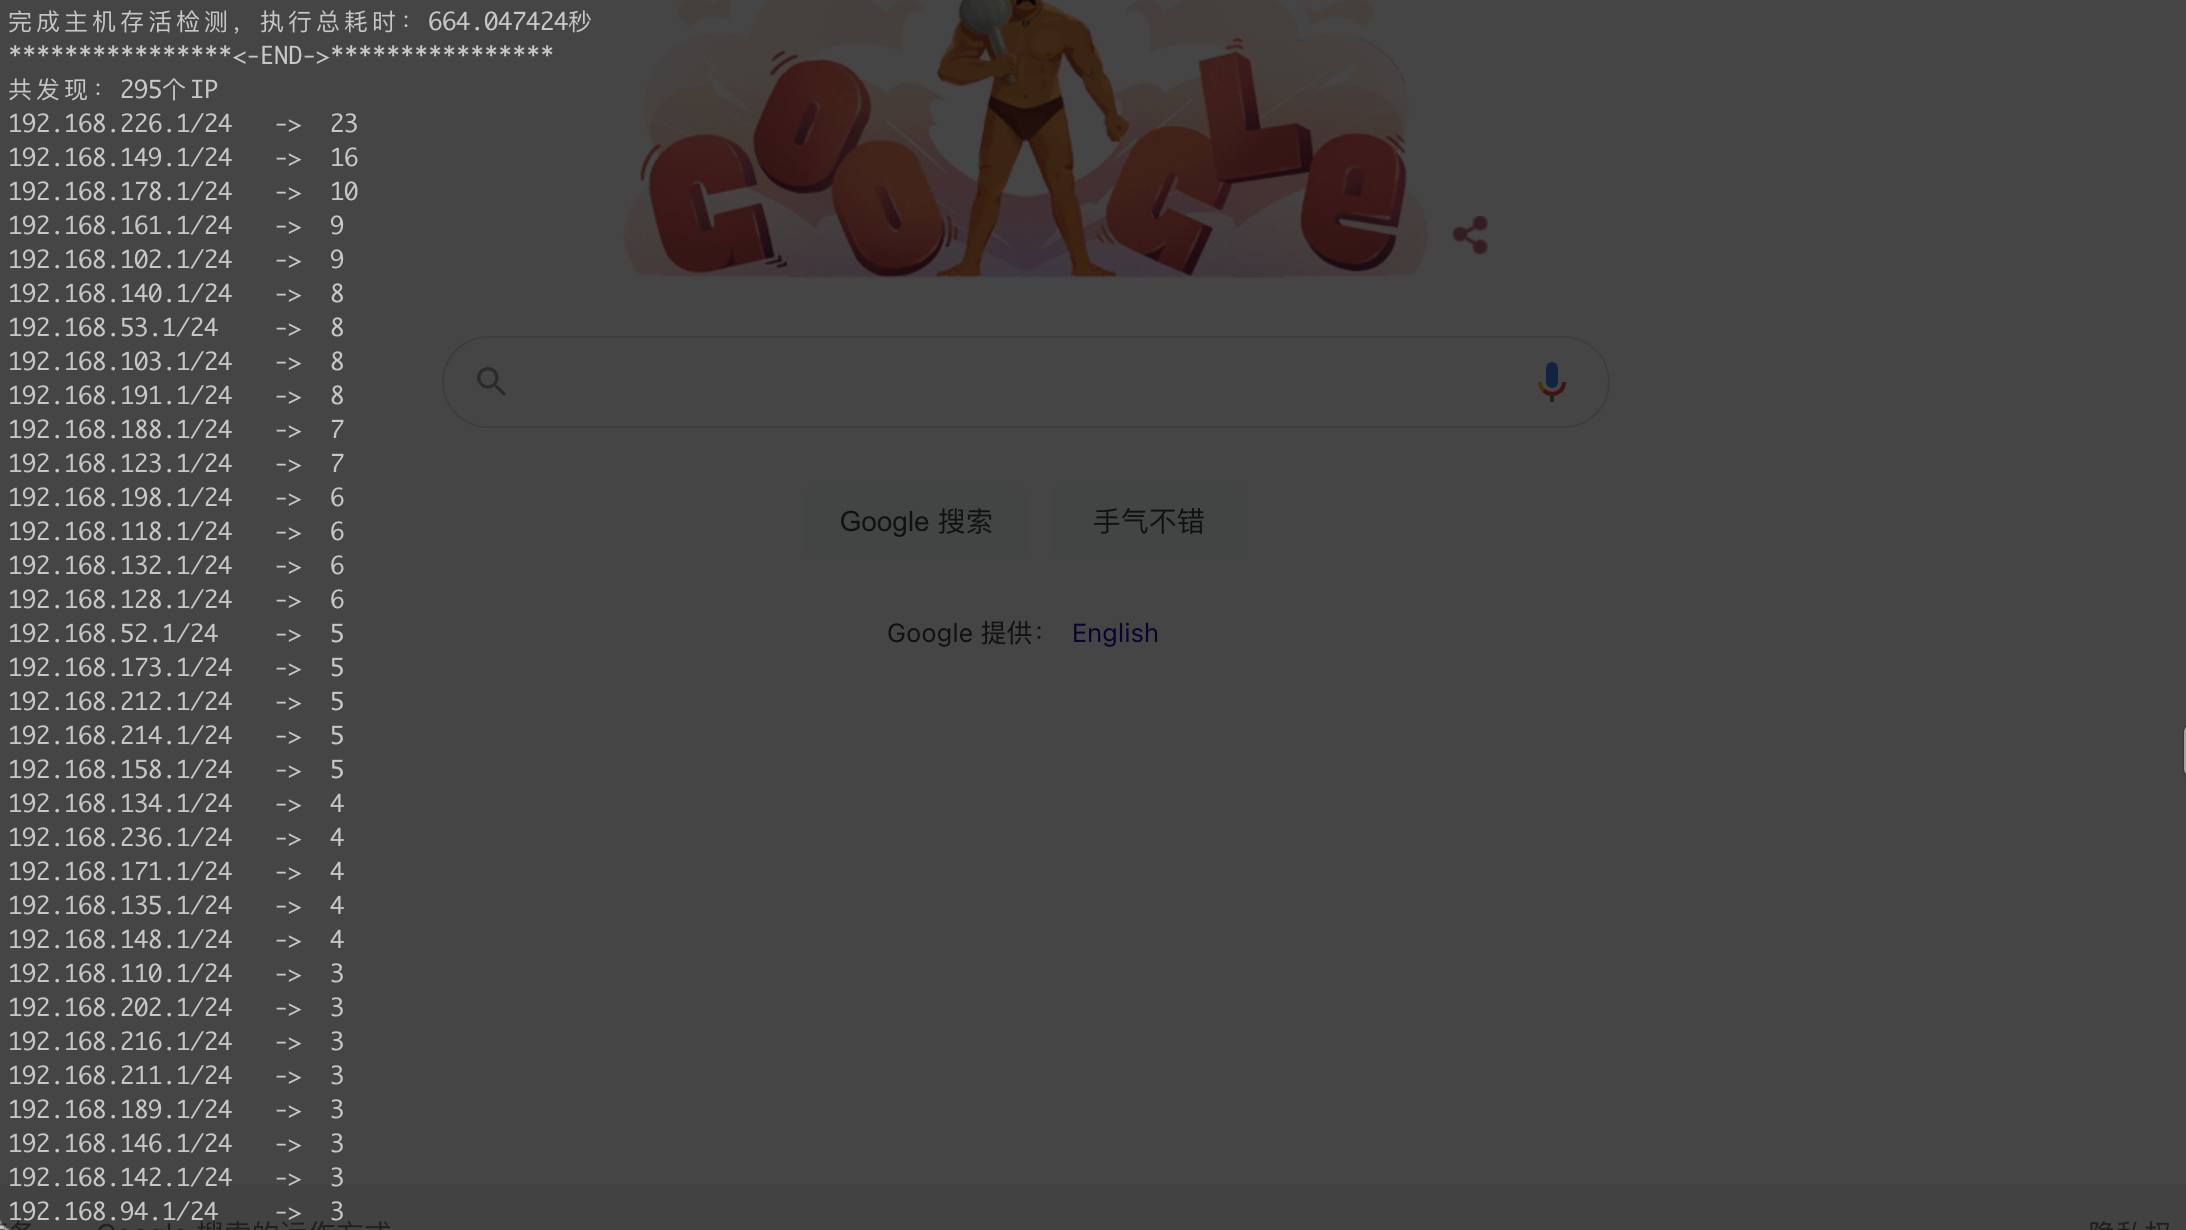 完成主机存活检测, 执行总耗时: 664.047424秒
****************<-END->****************
共发现: 295个IP
192.168.226.1/24 -> 23
192.168.149.1/24 -> 16
192.168.178.1/24 -> 10
192.168.161.1/24 -> 9
192.168.102.1/24 -> 9
192.168.140.1/24 -> 8
192.168.53.1/24 -> 8
192.168.103.1/24 -> 8
192.168.191.1/24 -> 8
192.168.188.1/24 -> 7
192.168.123.1/24 -> 7
192.168.198.1/24 -> 6
192.168.118.1/24 -> 6
192.168.132.1/24 -> 6
192.168.128.1/24 -> 6
192.168.52.1/24 -> 5
192.168.173.1/24 -> 5
192.168.212.1/24 -> 5
192.168.214.1/24 -> 5
192.168.158.1/24 -> 5
192.168.134.1/24 -> 4
192.168.236.1/24 -> 4
192.168.171.1/24 -> 4
192.168.135.1/24 -> 4
192.168.148.1/24 -> 4
192.168.110.1/24 -> 3
192.168.202.1/24 -> 3
192.168.216.1/24 -> 3
192.168.211.1/24 -> 3
192.168.189.1/24 -> 3
192.168.146.1/24 -> 3
192.168.142.1/24 -> 3
192.168.94.1/24 -> 3
GOOGLe
Google 搜索
手气不错
Google 提供: English
Google 搜索的运作方式
隐私权